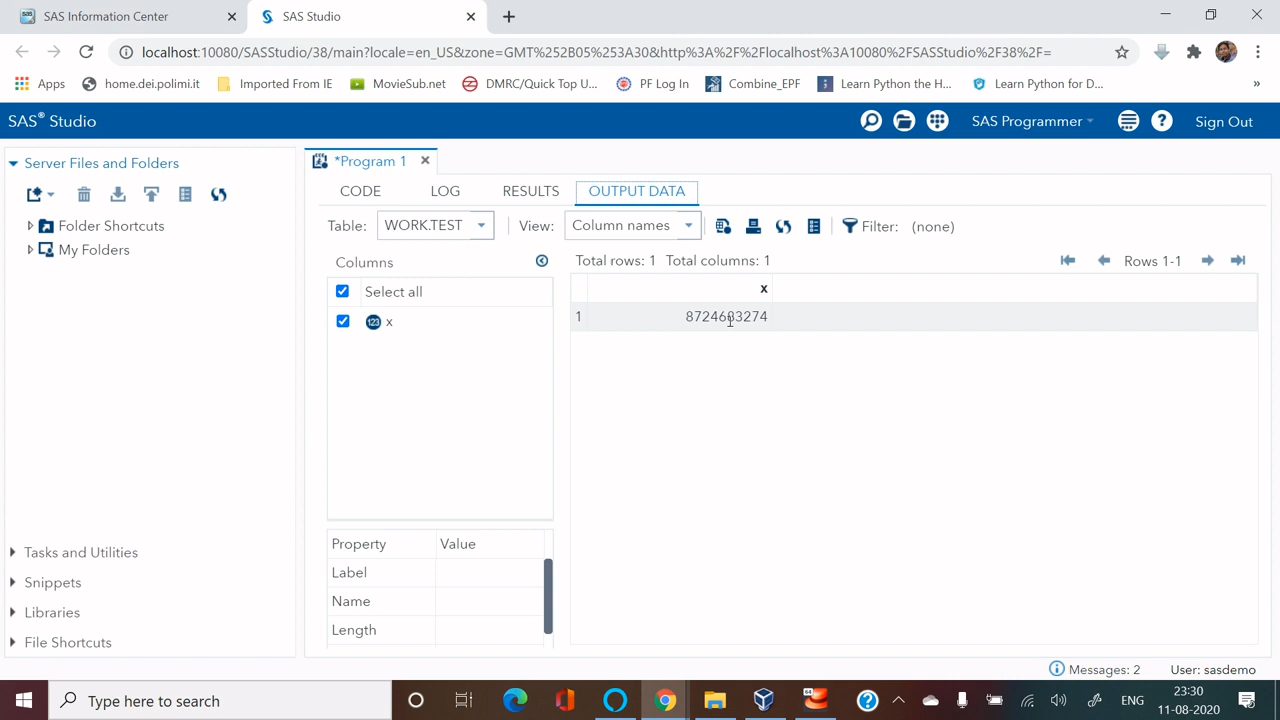 SAS Information Center
SAS Studio
localhost:10080/SASStudio/38/main?locale=en_US&zone=GMT%252B05%253A30&http%3A%2F%2Flocalhost%3A10080%2FSASStudio%2F38%2F=
Apps home.dei.polimi.it Imported From IE MovieSub.net DMRC/Quick Top U... PF Log In Combine_EPF Learn Python the H... Learn Python for D... »
SAS® Studio
SAS Programmer Sign Out
Server Files and Folders
Folder Shortcuts
My Folders
Tasks and Utilities
Snippets
Libraries
File Shortcuts
*Program 1
CODE LOG RESULTS OUTPUT DATA
Table: WORK.TEST View: Column names Filter: (none)
Columns
Select all
123 x
Total rows: 1 Total columns: 1 Rows 1-1
x
1 8724683274
Property Value
Label
Name
Length
Messages: 2 User: sasdemo
Type here to search
64
ENG
23:30
11-08-2020